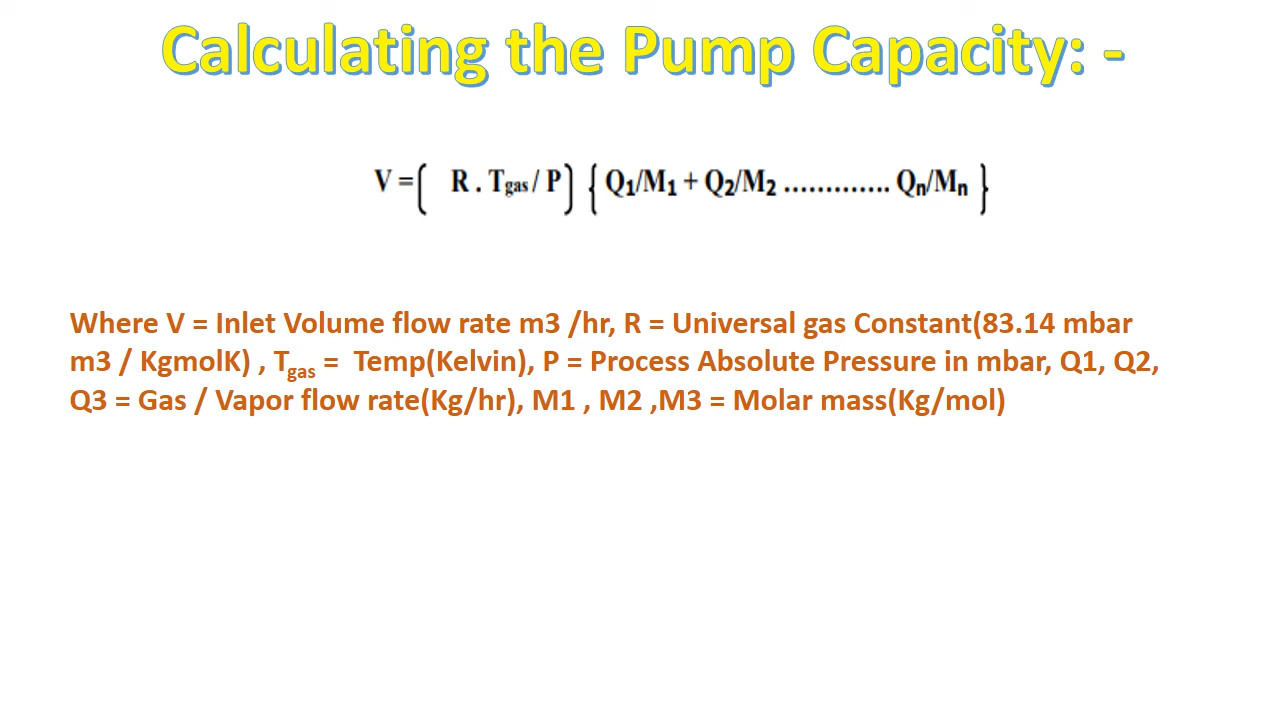 Calculating the Pump Capacity: -
V = ( R . Tgas / P ) { Q1/M1 + Q2/M2 ............. Qn/Mn }
Where V = Inlet Volume flow rate m3 /hr, R = Universal gas Constant(83.14 mbar
m3 / KgmolK) , Tgas = Temp(Kelvin), P = Process Absolute Pressure in mbar, Q1, Q2,
Q3 = Gas / Vapor flow rate(Kg/hr), M1 , M2 ,M3 = Molar mass(Kg/mol)